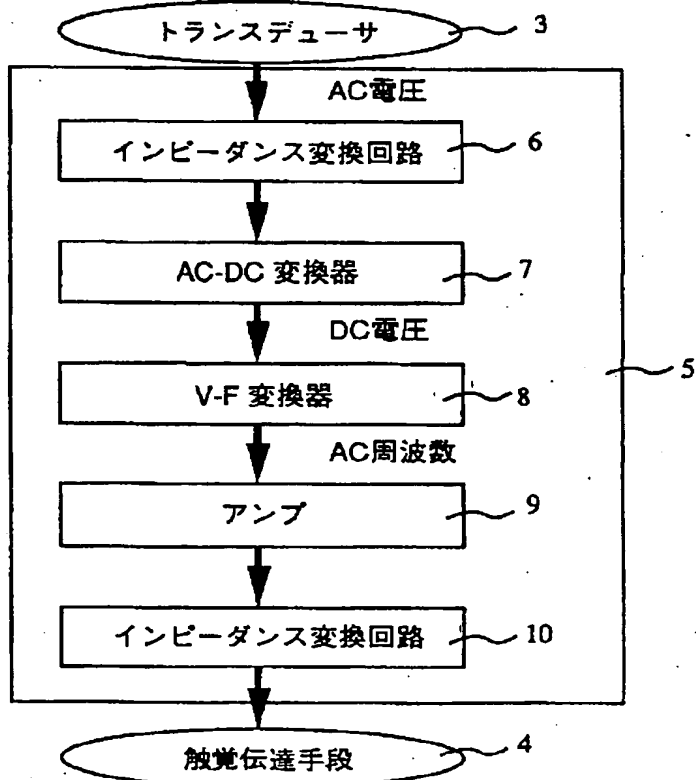 トランスデューサ 3
AC電圧
インピーダンス変換回路 6
AC-DC 変換器 7
DC電圧
V-F 変換器 8
5
AC周波数
アンプ 9
インピーダンス変換回路 10
触覚伝達手段 4